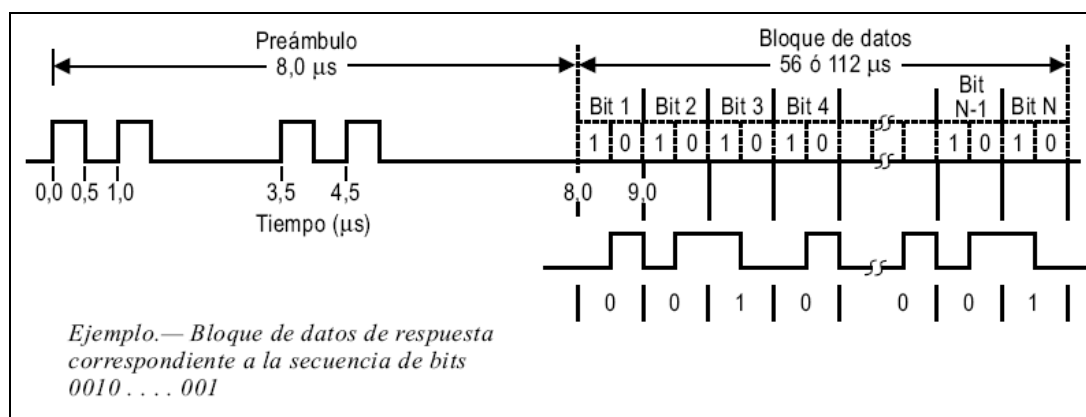 Preámbulo
8,0 μs
Bloque de datos
56 ó 112 μs
Bit 1 Bit 2 Bit 3 Bit 4 Bit N-1 Bit N
1 0 1 0 1 0 1 0 1 0 1 0
0,0 0,5 1,0 3,5 4,5 8,0 9,0
Tiempo (μs)
0 0 1 0 0 0 1
Ejemplo.— Bloque de datos de respuesta
correspondiente a la secuencia de bits
0010 . . . . 001